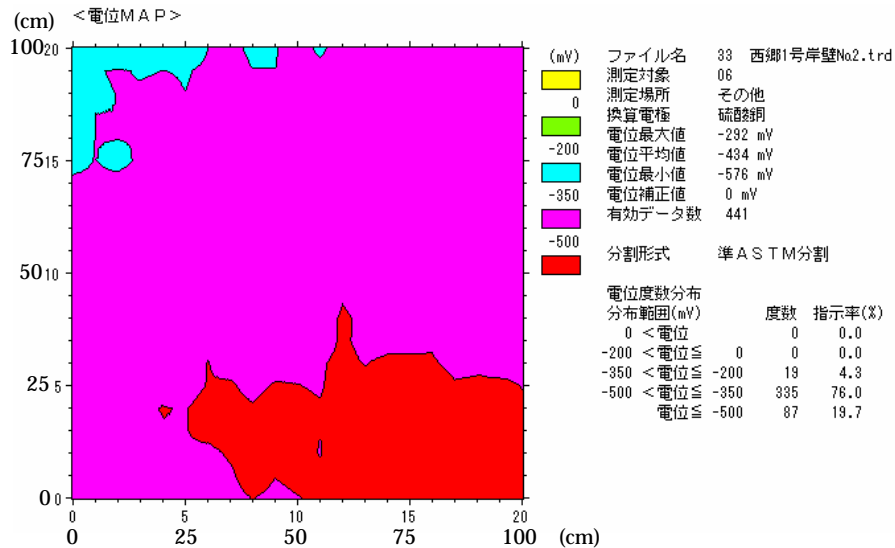 (cm) <電位ＭＡＰ>
100 20
75 15
50 10
25 5
0 0
0 5 10 15 20
0 25 50 75 100 (cm)
(mV)
0
-200
-350
-500
ファイル名 33 西郷1号岸壁No2.trd
測定対象 06
測定場所 その他
換算電極 硫酸銅
電位最大値 -292 mV
電位平均値 -434 mV
電位最小値 -576 mV
電位補正値 0 mV
有効データ数 441
分割形式 準ＡＳＴＭ分割
電位度数分布
分布範囲(mV) 度数 指示率(%)
0 <電位 0 0.0
-200 <電位≦ 0 0 0.0
-350 <電位≦ -200 19 4.3
-500 <電位≦ -350 335 76.0
電位≦ -500 87 19.7